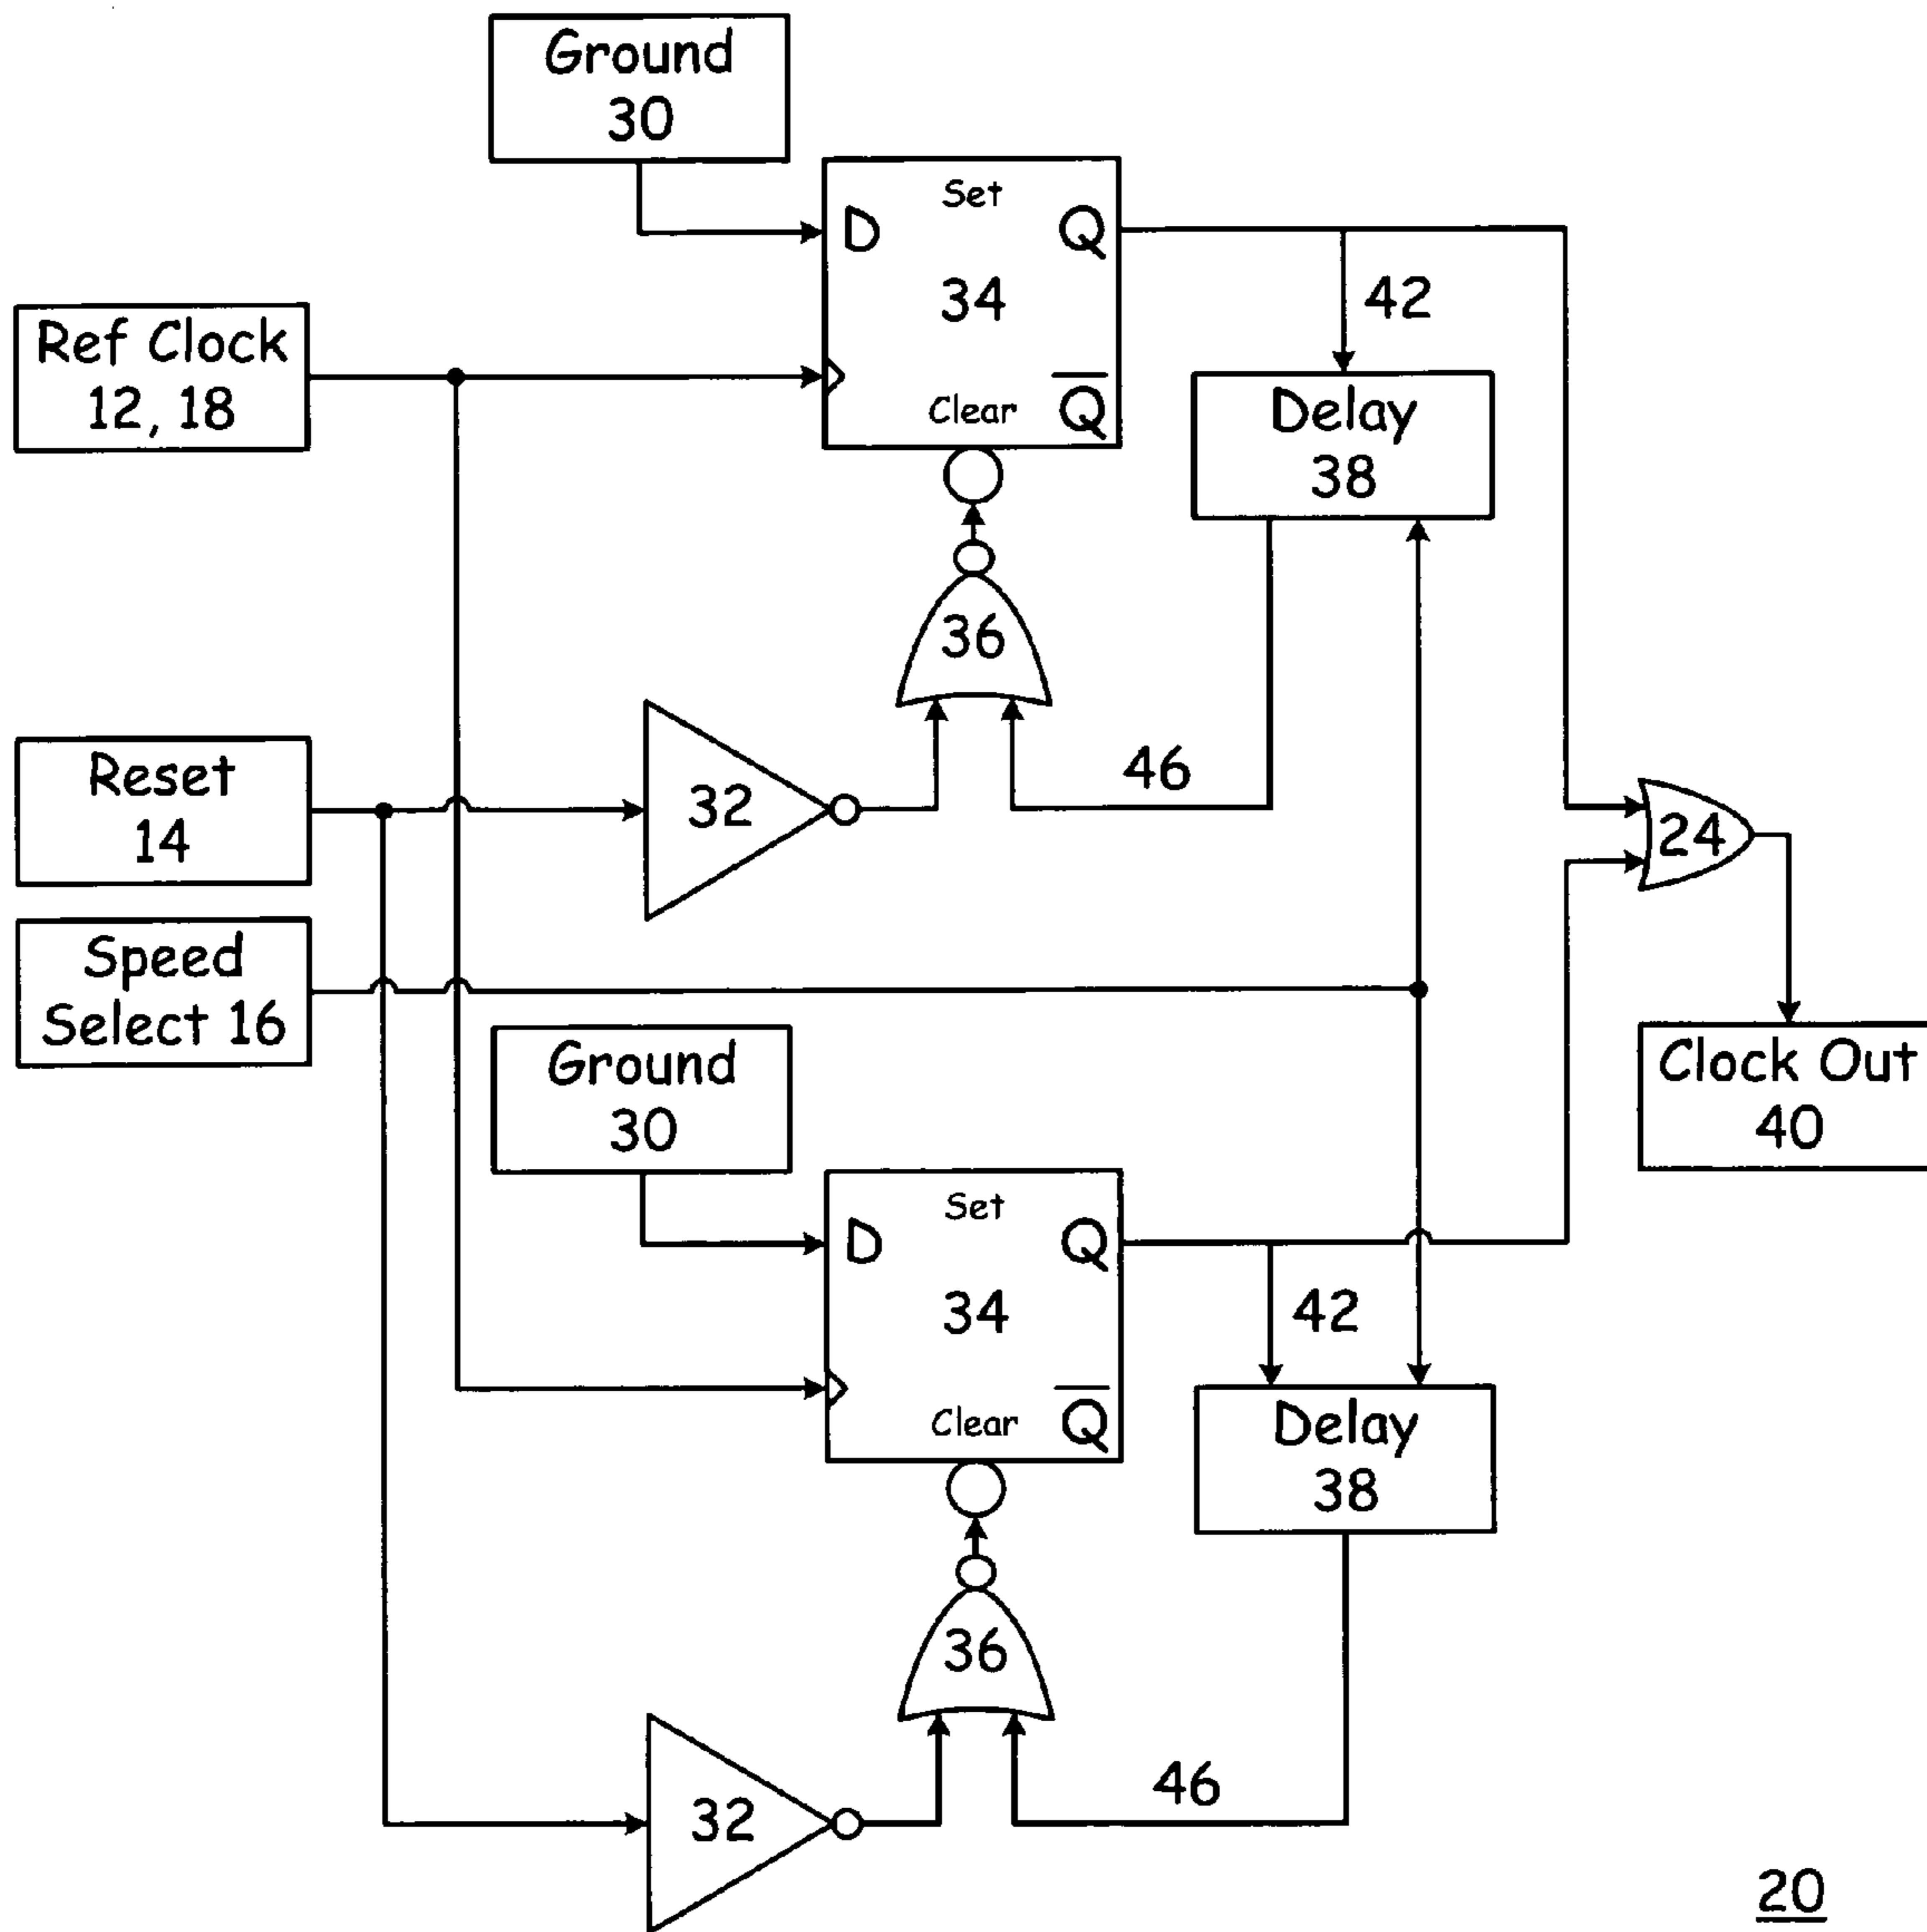 Ground
30
Set
D
Q
34
42
Ref Clock
12, 18
Clear
Q
Delay
38
36
Reset
14
32
46
24
Speed
Select 16
Ground
30
Clock Out
40
Set
D
Q
34
42
Clear
Q
Delay
38
36
32
46
20